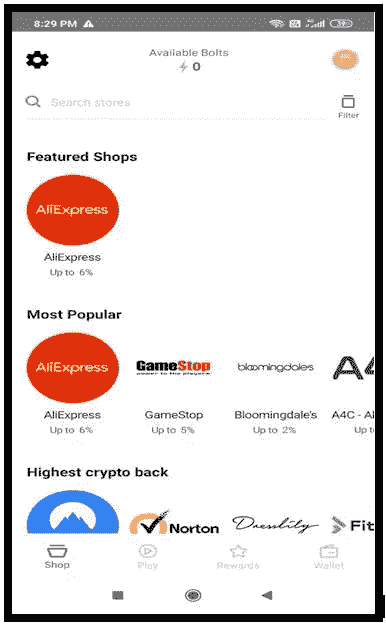 8:29 PM
39
Available Bolts
0
Search stores
Filter
Featured Shops
AliExpress
AliExpress
Up to 6%
Most Popular
AliExpress
GameStop
power to the players
bloomingdales
A4
AliExpress
GameStop
Bloomingdale's
A4C - Al
Up to 6%
Up to 5%
Up to 2%
Up t
Highest crypto back
Norton
Dresslily
Fit
Shop
Play
Rewards
Wallet